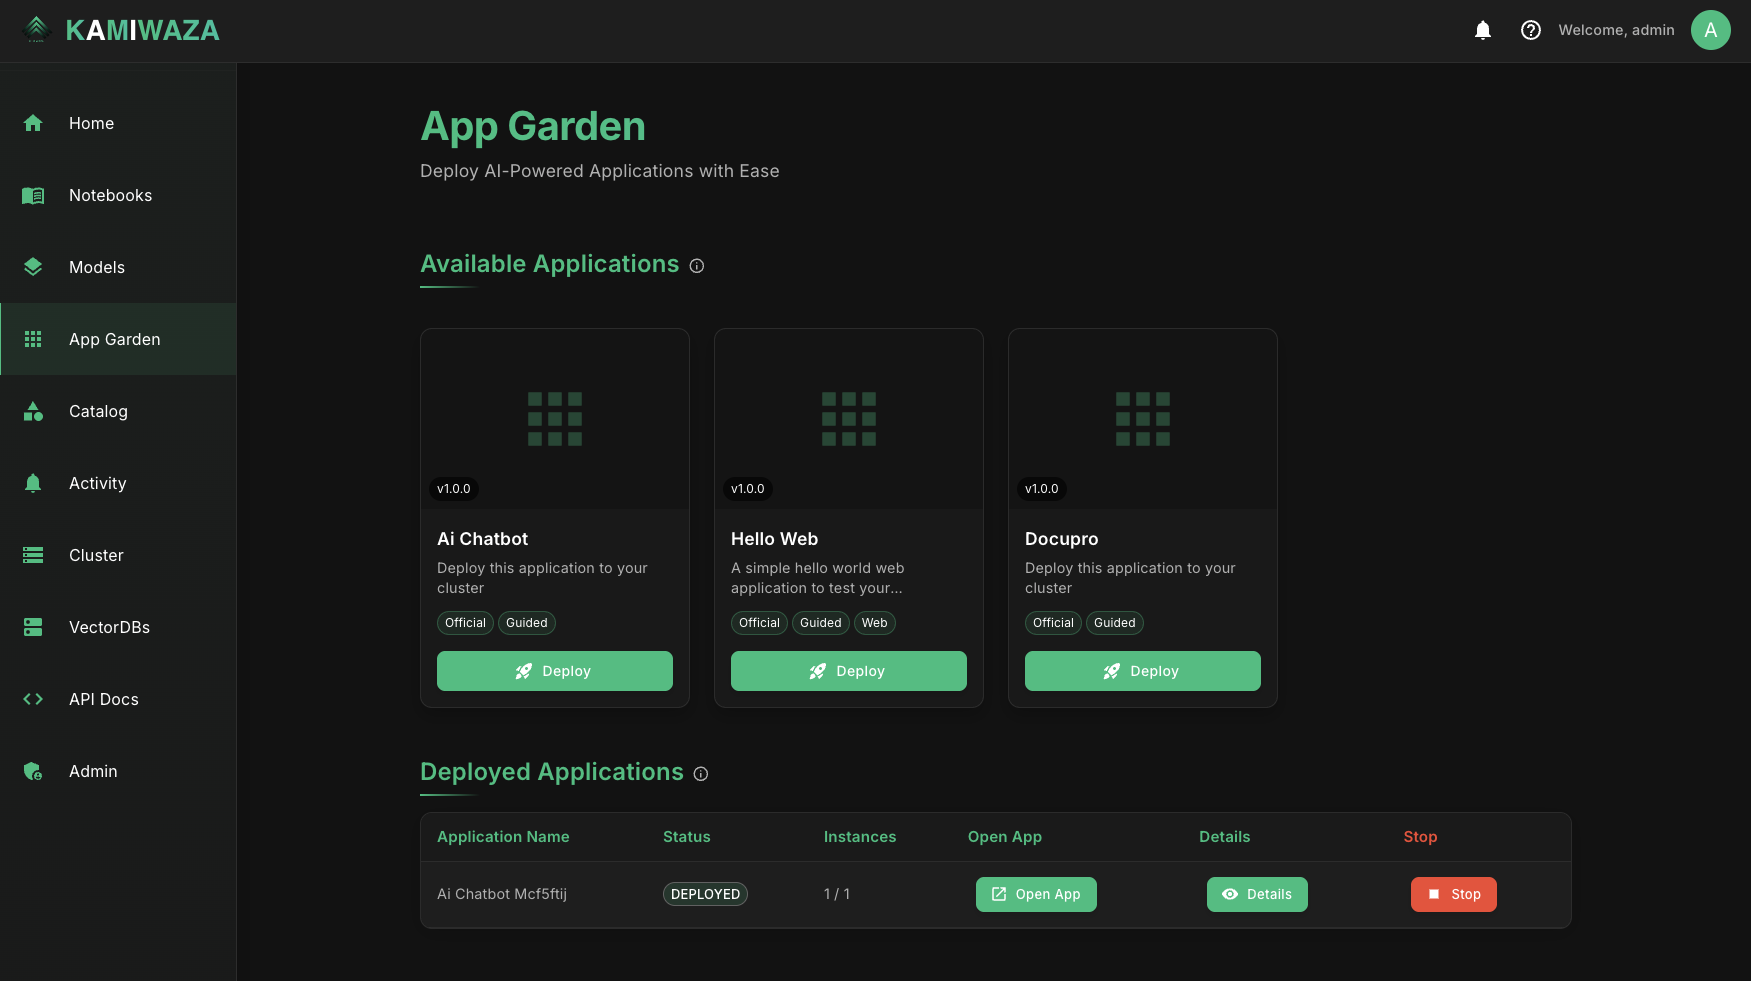 KAMIWAZA
Welcome, admin
A
Home
Notebooks
Models
App Garden
Catalog
Activity
Cluster
VectorDBs
API Docs
Admin
App Garden
Deploy AI-Powered Applications with Ease
Available Applications
v1.0.0
Ai Chatbot
Deploy this application to your
cluster
Official Guided
Deploy
v1.0.0
Hello Web
A simple hello world web
application to test your...
Official Guided Web
Deploy
v1.0.0
Docupro
Deploy this application to your
cluster
Official Guided
Deploy
Deployed Applications
Application Name Status Instances Open App Details Stop
Ai Chatbot Mcf5ftij DEPLOYED 1 / 1 Open App Details Stop